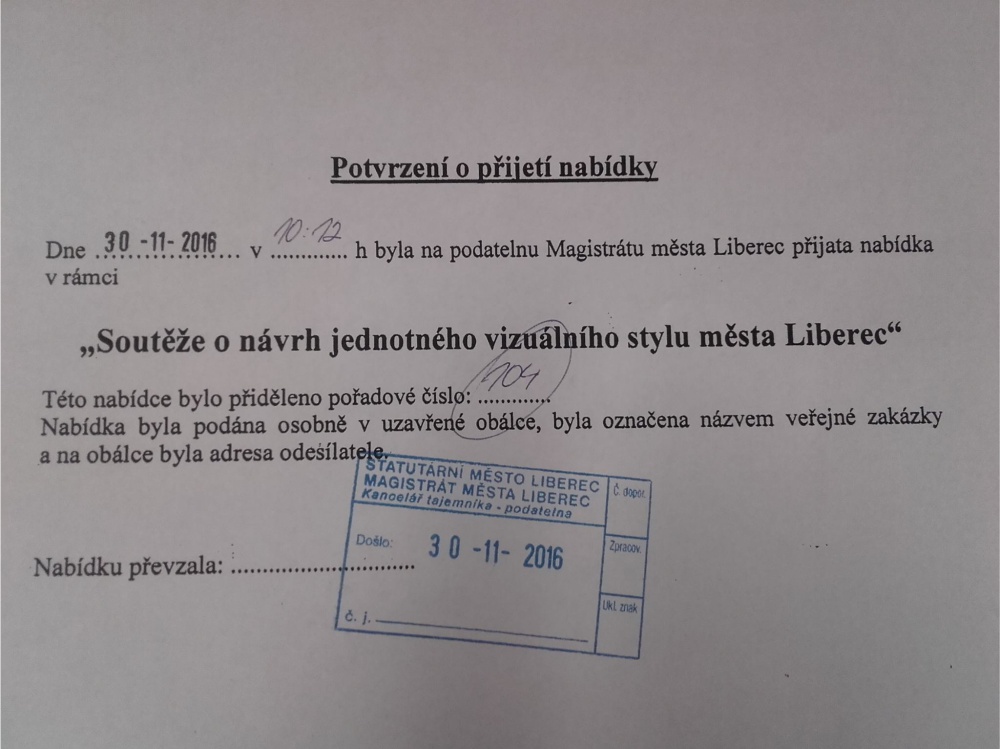 Potvrzení o přijetí nabídky
Dne 30 -11- 2016 v 10:12 h byla na podatelnu Magistrátu města Liberec přijata nabídka
v rámci
„Soutěže o návrh jednotného vizuálního stylu města Liberec“
Této nabídce bylo přiděleno pořadové číslo: 104
Nabídka byla podána osobně v uzavřené obálce, byla označena názvem veřejné zakázky
a na obálce byla adresa odesílatele.
STATUTÁRNÍ MĚSTO LIBEREC
MAGISTRÁT MĚSTA LIBEREC
Kancelář tajemníka - podatelna
Č. dopor.
Došlo: 30 -11- 2016
Zpracov.
Nabídku převzala: ..............................
Ukl. znak
č. j.